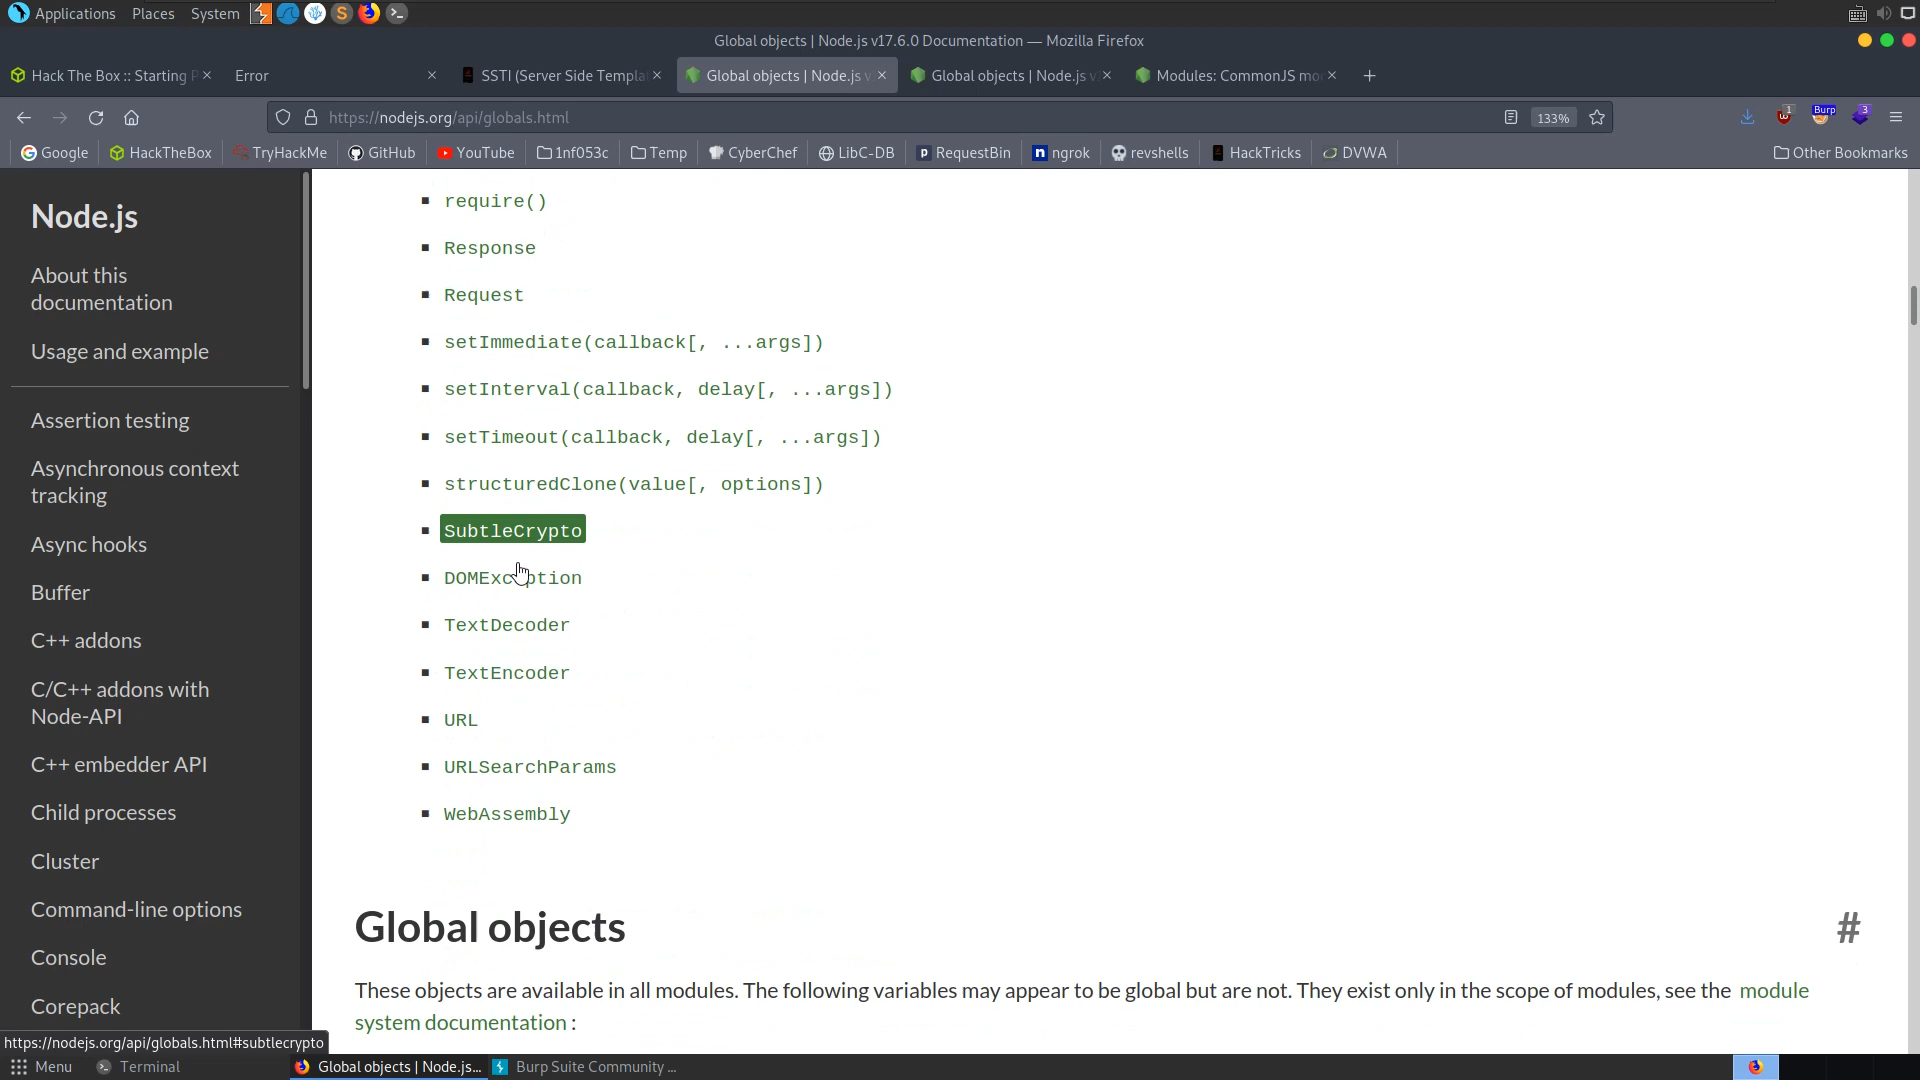 Applications Places System
Global objects | Node.js v17.6.0 Documentation — Mozilla Firefox
Hack The Box :: Starting P × Error × SSTI (Server Side Templa × Global objects | Node.js v × Global objects | Node.js v × Modules: CommonJS mo × +
https://nodejs.org/api/globals.html 133% 1 Burp 3
Google HackTheBox TryHackMe GitHub YouTube 1nf053c Temp CyberChef LibC-DB RequestBin ngrok revshells HackTricks DVWA Other Bookmarks
Node.js
About this
documentation
Usage and example
Assertion testing
Asynchronous context
tracking
Async hooks
Buffer
C++ addons
C/C++ addons with
Node-API
C++ embedder API
Child processes
Cluster
Command-line options
Console
Corepack
require()
Response
Request
setImmediate(callback[, ...args])
setInterval(callback, delay[, ...args])
setTimeout(callback, delay[, ...args])
structuredClone(value[, options])
SubtleCrypto
DOMException
TextDecoder
TextEncoder
URL
URLSearchParams
WebAssembly
Global objects #
These objects are available in all modules. The following variables may appear to be global but are not. They exist only in the scope of modules, see the module
system documentation :
https://nodejs.org/api/globals.html#subtlecrypto
Menu Terminal Global objects | Node.js... Burp Suite Community ...